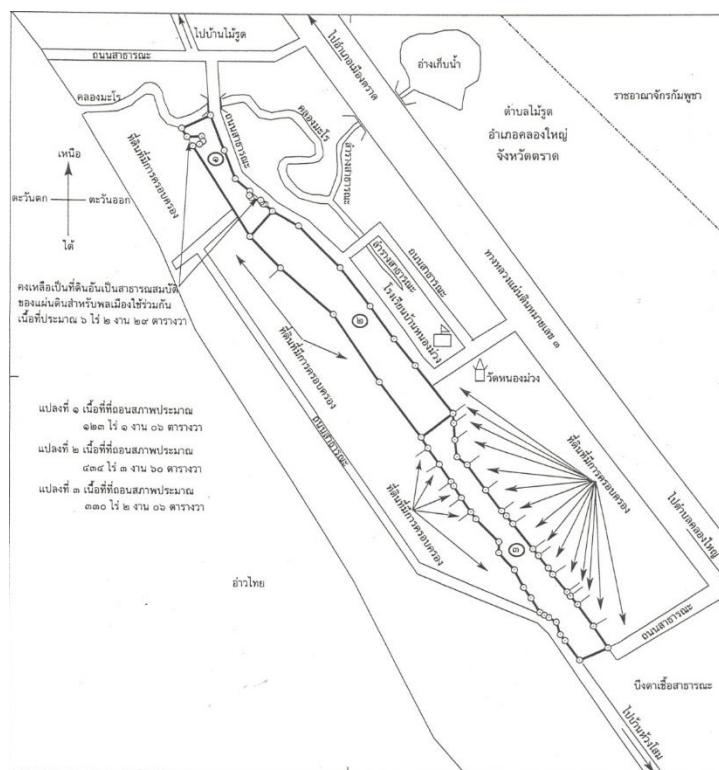 ไปบ้านไม้รูด
ถนนสาธารณะ
ไปอำเภอเมืองตราด
อ่างเก็บน้ำ
ราชอาณาจักรกัมพูชา
คลองมะโร
ถนนสาธารณะ
คลองมะโร
ลำรางสาธารณะ
ตำบลไม้รูด
อำเภอคลองใหญ่
จังหวัดตราด
เหนือ
ตะวันตก
ตะวันออก
ใต้
ที่ดินที่มีการครอบครอง
๑
ลำรางสาธารณะ
ถนนสาธารณะ
ทางหลวงแผ่นดินหมายเลข ๓
คงเหลือเป็นที่ดินอันเป็นสาธารณสมบัติ
ของแผ่นดินสำหรับพลเมืองใช้ร่วมกัน
เนื้อที่ประมาณ ๖ ไร่ ๒ งาน ๒๙ ตารางวา
โรงเรียนบ้านหนองม่วง
๒
ที่ดินที่มีการครอบครอง
วัดหนองม่วง
แปลงที่ ๑ เนื้อที่ที่ถอนสภาพประมาณ
๑๒๓ ไร่ ๑ งาน ๐๖ ตารางวา
แปลงที่ ๒ เนื้อที่ที่ถอนสภาพประมาณ
๔๓๔ ไร่ ๓ งาน ๖๐ ตารางวา
แปลงที่ ๓ เนื้อที่ที่ถอนสภาพประมาณ
๓๓๐ ไร่ ๒ งาน ๐๖ ตารางวา
ถนนสาธารณะ
ที่ดินที่มีการครอบครอง
ที่ดินที่มีการครอบครอง
ไปตำบลคลองใหญ่
๓
อ่าวไทย
ถนนสาธารณะ
บึงตาเชื้อสาธารณะ
ไปบ้านห้วงโสม